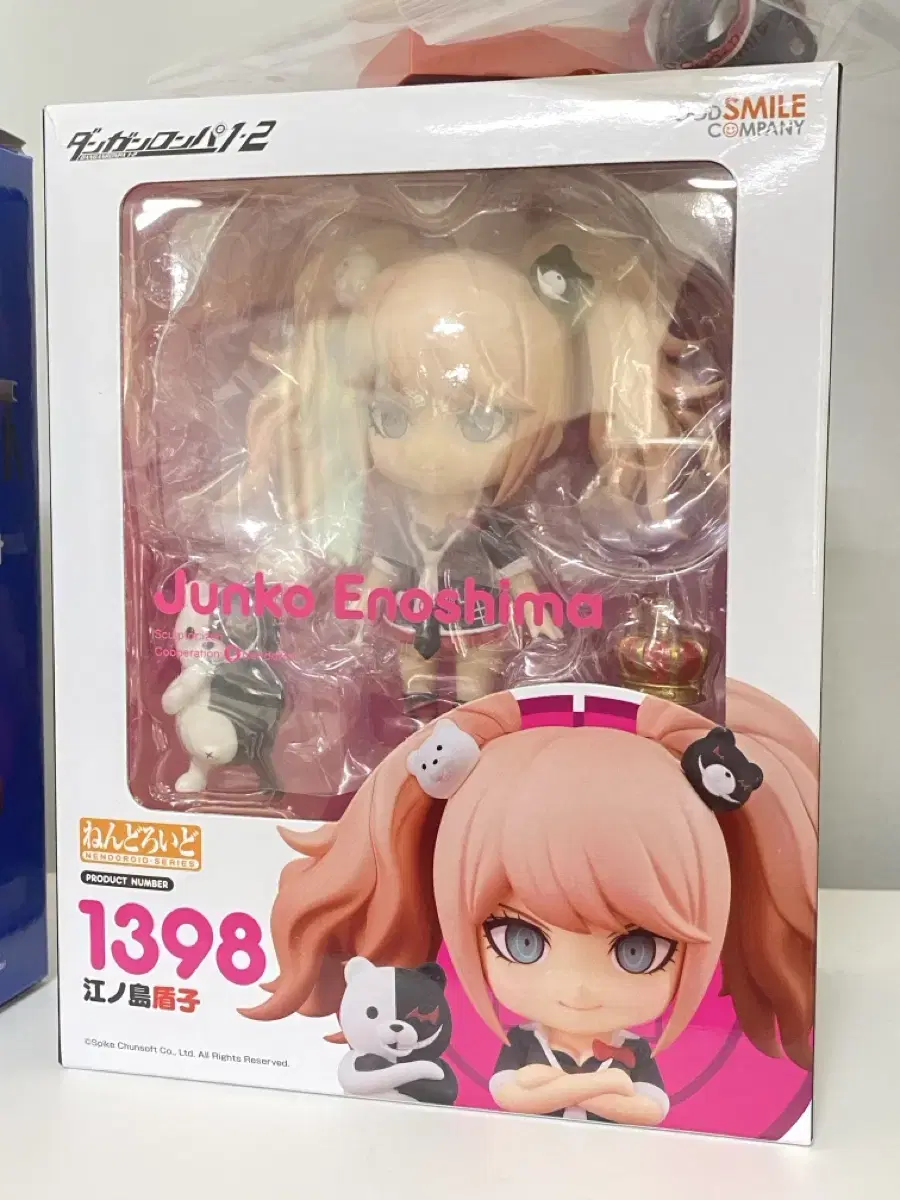 ダンガンロンパ1・2
SMILE
COMPANY
Junko Enoshima
Cooperation
ねんどろいど
NENDOROID SERIES
PRODUCT NUMBER
1398
江ノ島盾子
©Spike Chunsoft Co., Ltd. All Rights Reserved.